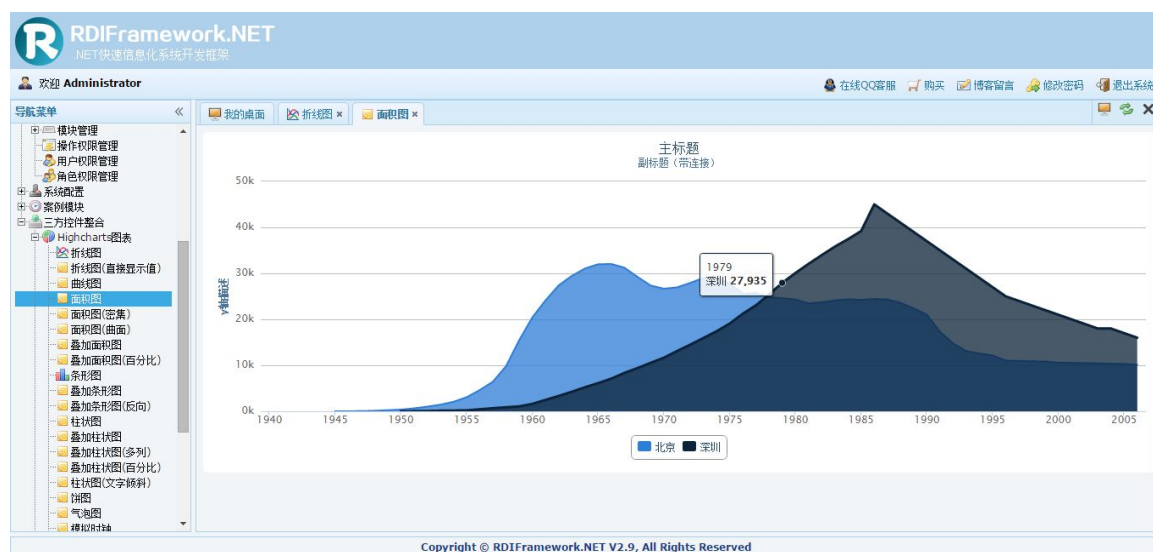 RDIFramework.NET
.NET快速信息化系统开发框架
欢迎 Administrator
在线QQ客服 购买 博客留言 修改密码 退出系统
导航菜单
我的桌面 折线图 面积图
模块管理
操作权限管理
用户权限管理
角色权限管理
系统配置
案例模块
三方控件整合
Highcharts图表
折线图
折线图(直接显示值)
曲线图
面积图
面积图(密集)
面积图(曲面)
叠加面积图
叠加面积图(百分比)
条形图
叠加条形图
叠加条形图(反向)
柱状图
叠加柱状图
叠加柱状图(多列)
叠加柱状图(百分比)
柱状图(文字倾斜)
饼图
气泡图
模拟时钟
主标题
副标题（带连接）
y轴描述
50k
40k
30k
20k
10k
0k
1979
深圳 27,935
1940 1945 1950 1955 1960 1965 1970 1975 1980 1985 1990 1995 2000 2005
北京 深圳
Copyright © RDIFramework.NET V2.9, All Rights Reserved